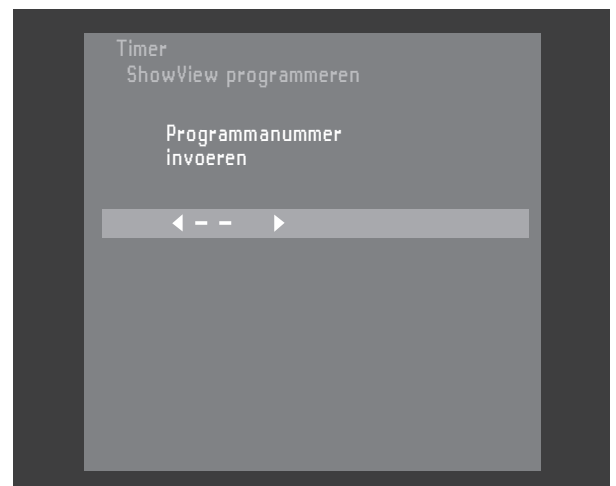 Timer
ShowView programmeren
Programmanummer
invoeren
◀ – – ▶